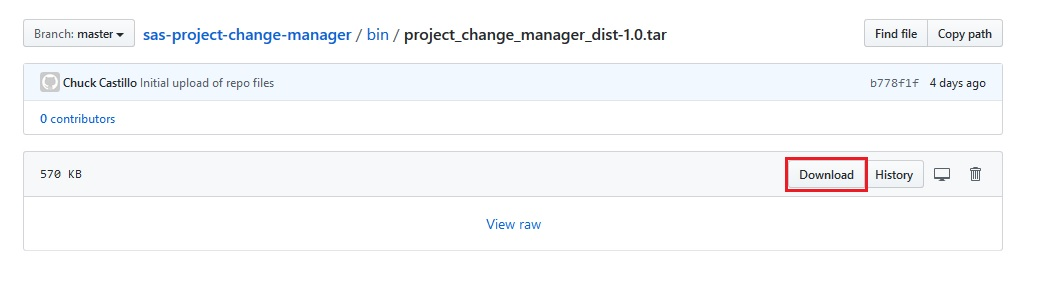 Branch: master sas-project-change-manager / bin / project_change_manager_dist-1.0.tar Find file Copy path
Chuck Castillo Initial upload of repo files b778f1f 4 days ago
0 contributors
570 KB Download History
View raw